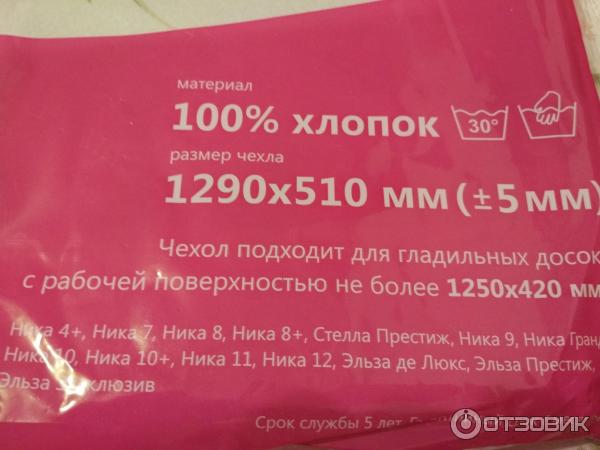 материал
100% хлопок 30°
размер чехла
1290х510 мм (±5 мм)
Чехол подходит для гладильных досок
с рабочей поверхностью не более 1250х420 мм
Ника 4+, Ника 7, Ника 8, Ника 8+, Стелла Престиж, Ника 9, Ника Гранд
Ника 10, Ника 10+, Ника 11, Ника 12, Эльза де Люкс, Эльза Престиж,
Эльза
Срок службы 5 лет.
ОТЗОВИК